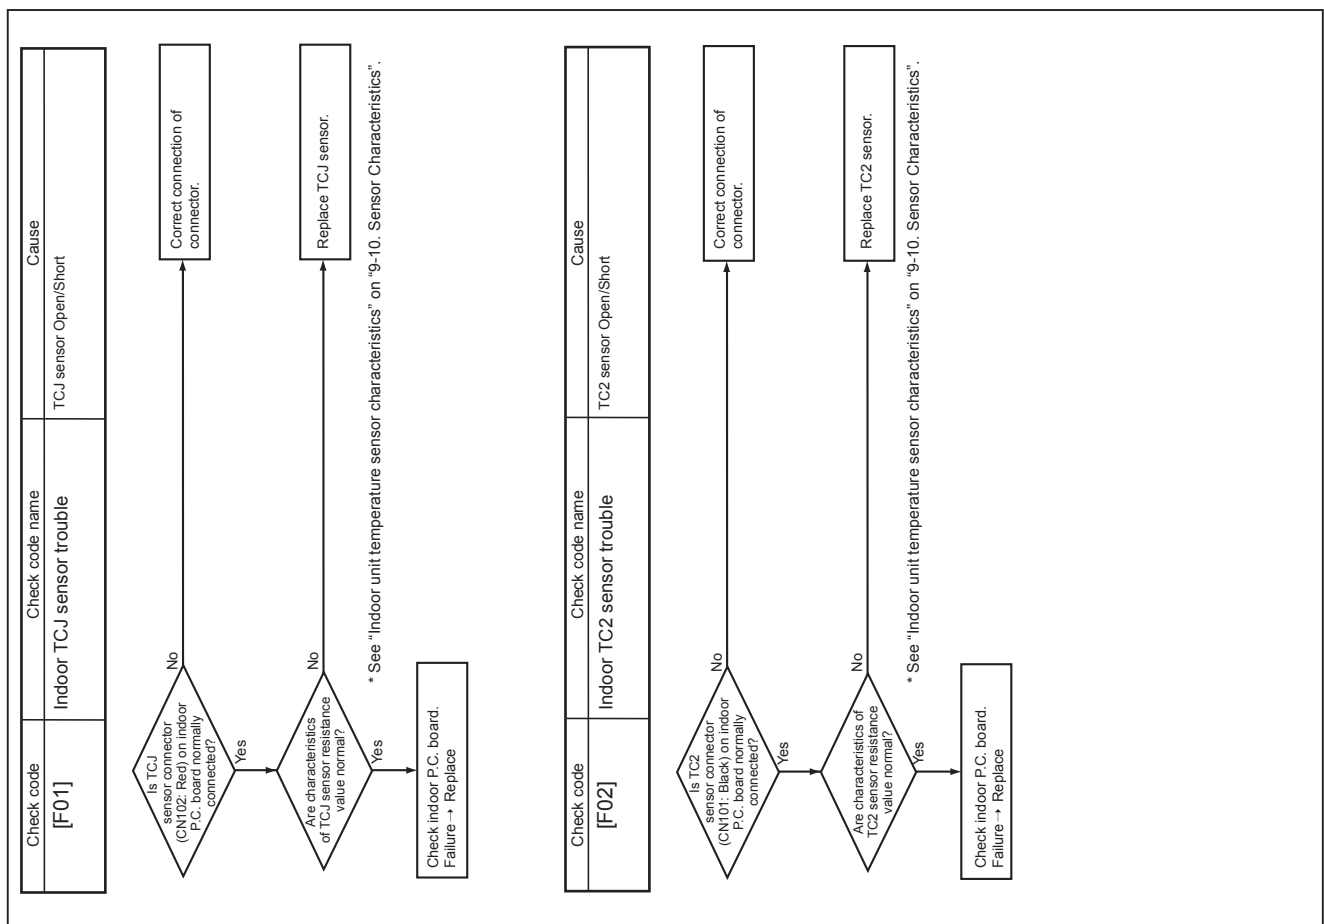 Check code
Check code name
Cause
[F01]
Indoor TCJ sensor trouble
TCJ sensor Open/Short
Is TCJ
sensor connector
(CN102: Red) on indoor
P.C. board normally
connected?
No
Correct connection of
connector.
Yes
Are characteristics
of TCJ sensor resistance
value normal?
No
Replace TCJ sensor.
* See “Indoor unit temperature sensor characteristics” on “9-10. Sensor Characteristics”.
Yes
Check indoor P.C. board.
Failure → Replace
Check code
Check code name
Cause
[F02]
Indoor TC2 sensor trouble
TC2 sensor Open/Short
Is TC2
sensor connector
(CN101: Black) on indoor
P.C. board normally
connected?
No
Correct connection of
connector.
Yes
Are characteristics of
TC2 sensor resistance
value normal?
No
Replace TC2 sensor.
* See “Indoor unit temperature sensor characteristics” on “9-10. Sensor Characteristics”.
Yes
Check indoor P.C. board.
Failure → Replace